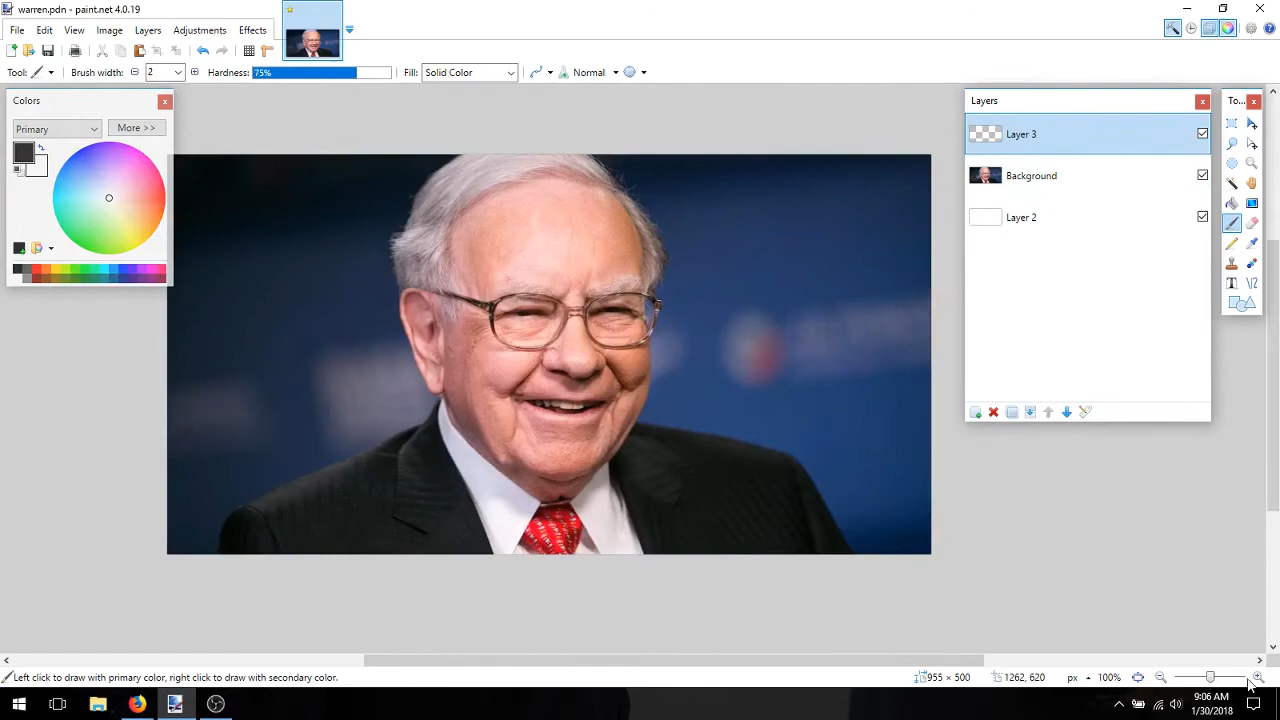 warren.pdn - paint.net 4.0.19
File Edit View Image Layers Adjustments Effects
Tool: Brush width: 2 Hardness: 75% Fill: Solid Color Normal
Colors
Primary More >>
Layers
Layer 3
Background
Layer 2
To...
Left click to draw with primary color, right click to draw with secondary color.
955 × 500 1262, 620 px 100%
9:06 AM
1/30/2018